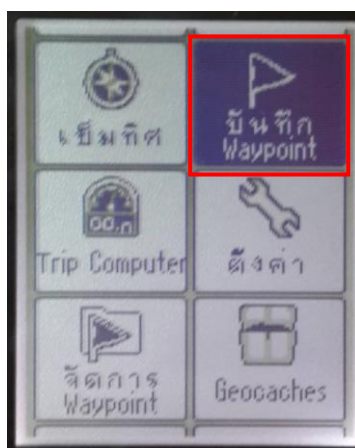 เข็มทิศ
บันทึก
Waypoint
00.n
Trip Computer
ตั้งค่า
จัดการ
Waypoint
Geocaches